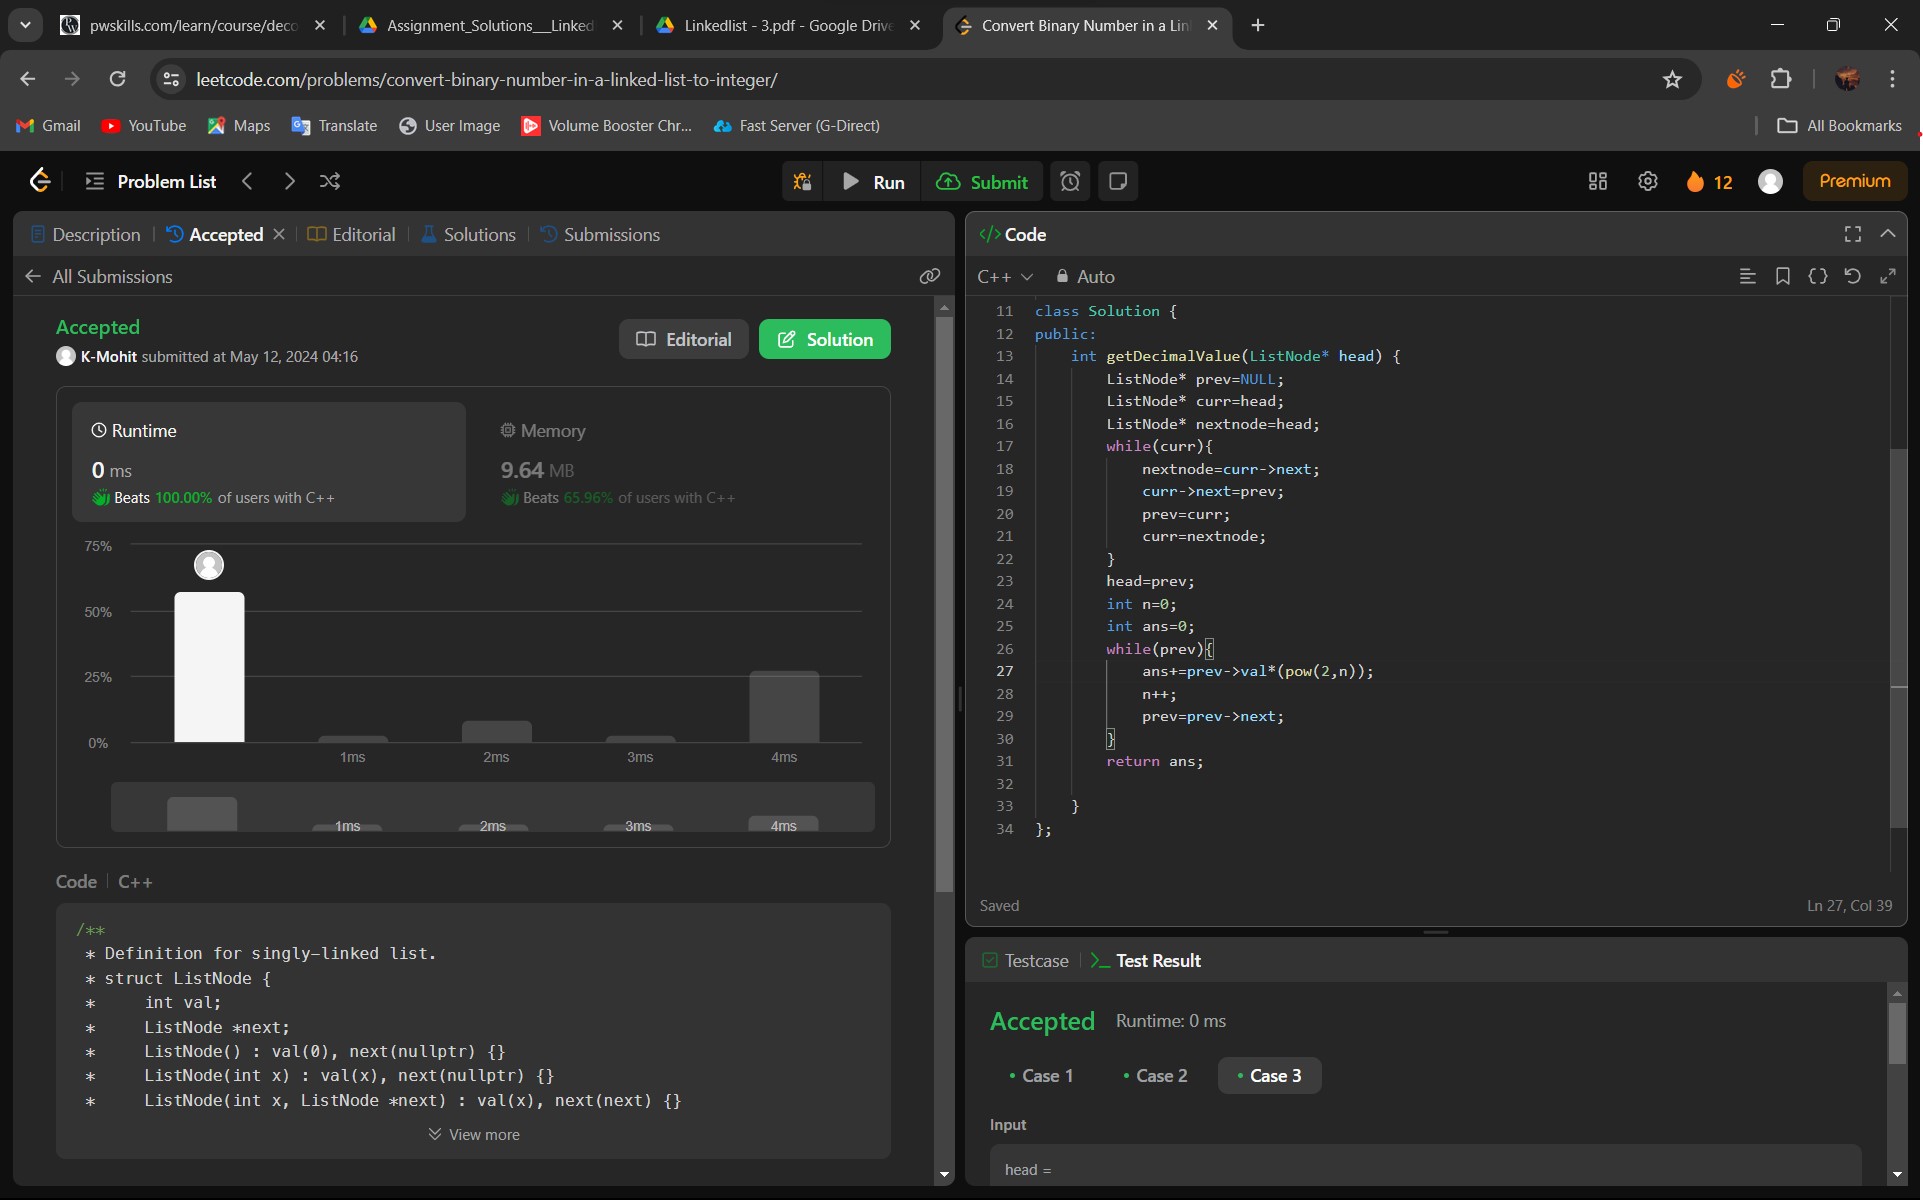 pwskills.com/learn/course/deco
Assignment_Solutions__Linked
Linkedlist - 3.pdf - Google Drive
Convert Binary Number in a Lin
leetcode.com/problems/convert-binary-number-in-a-linked-list-to-integer/
Gmail
YouTube
Maps
Translate
User Image
Volume Booster Chr...
Fast Server (G-Direct)
All Bookmarks
Problem List
Run
Submit
12
Premium
Description
Accepted
Editorial
Solutions
Submissions
All Submissions
Accepted
K-Mohit submitted at May 12, 2024 04:16
Editorial
Solution
Runtime
0 ms
Beats 100.00% of users with C++
Memory
9.64 MB
Beats 65.96% of users with C++
75%
50%
25%
0%
1ms 2ms 3ms 4ms
1ms 2ms 3ms 4ms
Code | C++
/**
* Definition for singly-linked list.
* struct ListNode {
* int val;
* ListNode *next;
* ListNode() : val(0), next(nullptr) {}
* ListNode(int x) : val(x), next(nullptr) {}
* ListNode(int x, ListNode *next) : val(x), next(next) {}
View more
</> Code
C++
Auto
11 class Solution {
12 public:
13 int getDecimalValue(ListNode* head) {
14 ListNode* prev=NULL;
15 ListNode* curr=head;
16 ListNode* nextnode=head;
17 while(curr){
18 nextnode=curr->next;
19 curr->next=prev;
20 prev=curr;
21 curr=nextnode;
22 }
23 head=prev;
24 int n=0;
25 int ans=0;
26 while(prev){
27 ans+=prev->val*(pow(2,n));
28 n++;
29 prev=prev->next;
30 }
31 return ans;
32
33 }
34 };
Saved
Ln 27, Col 39
Testcase
Test Result
Accepted Runtime: 0 ms
• Case 1 • Case 2 • Case 3
Input
head =